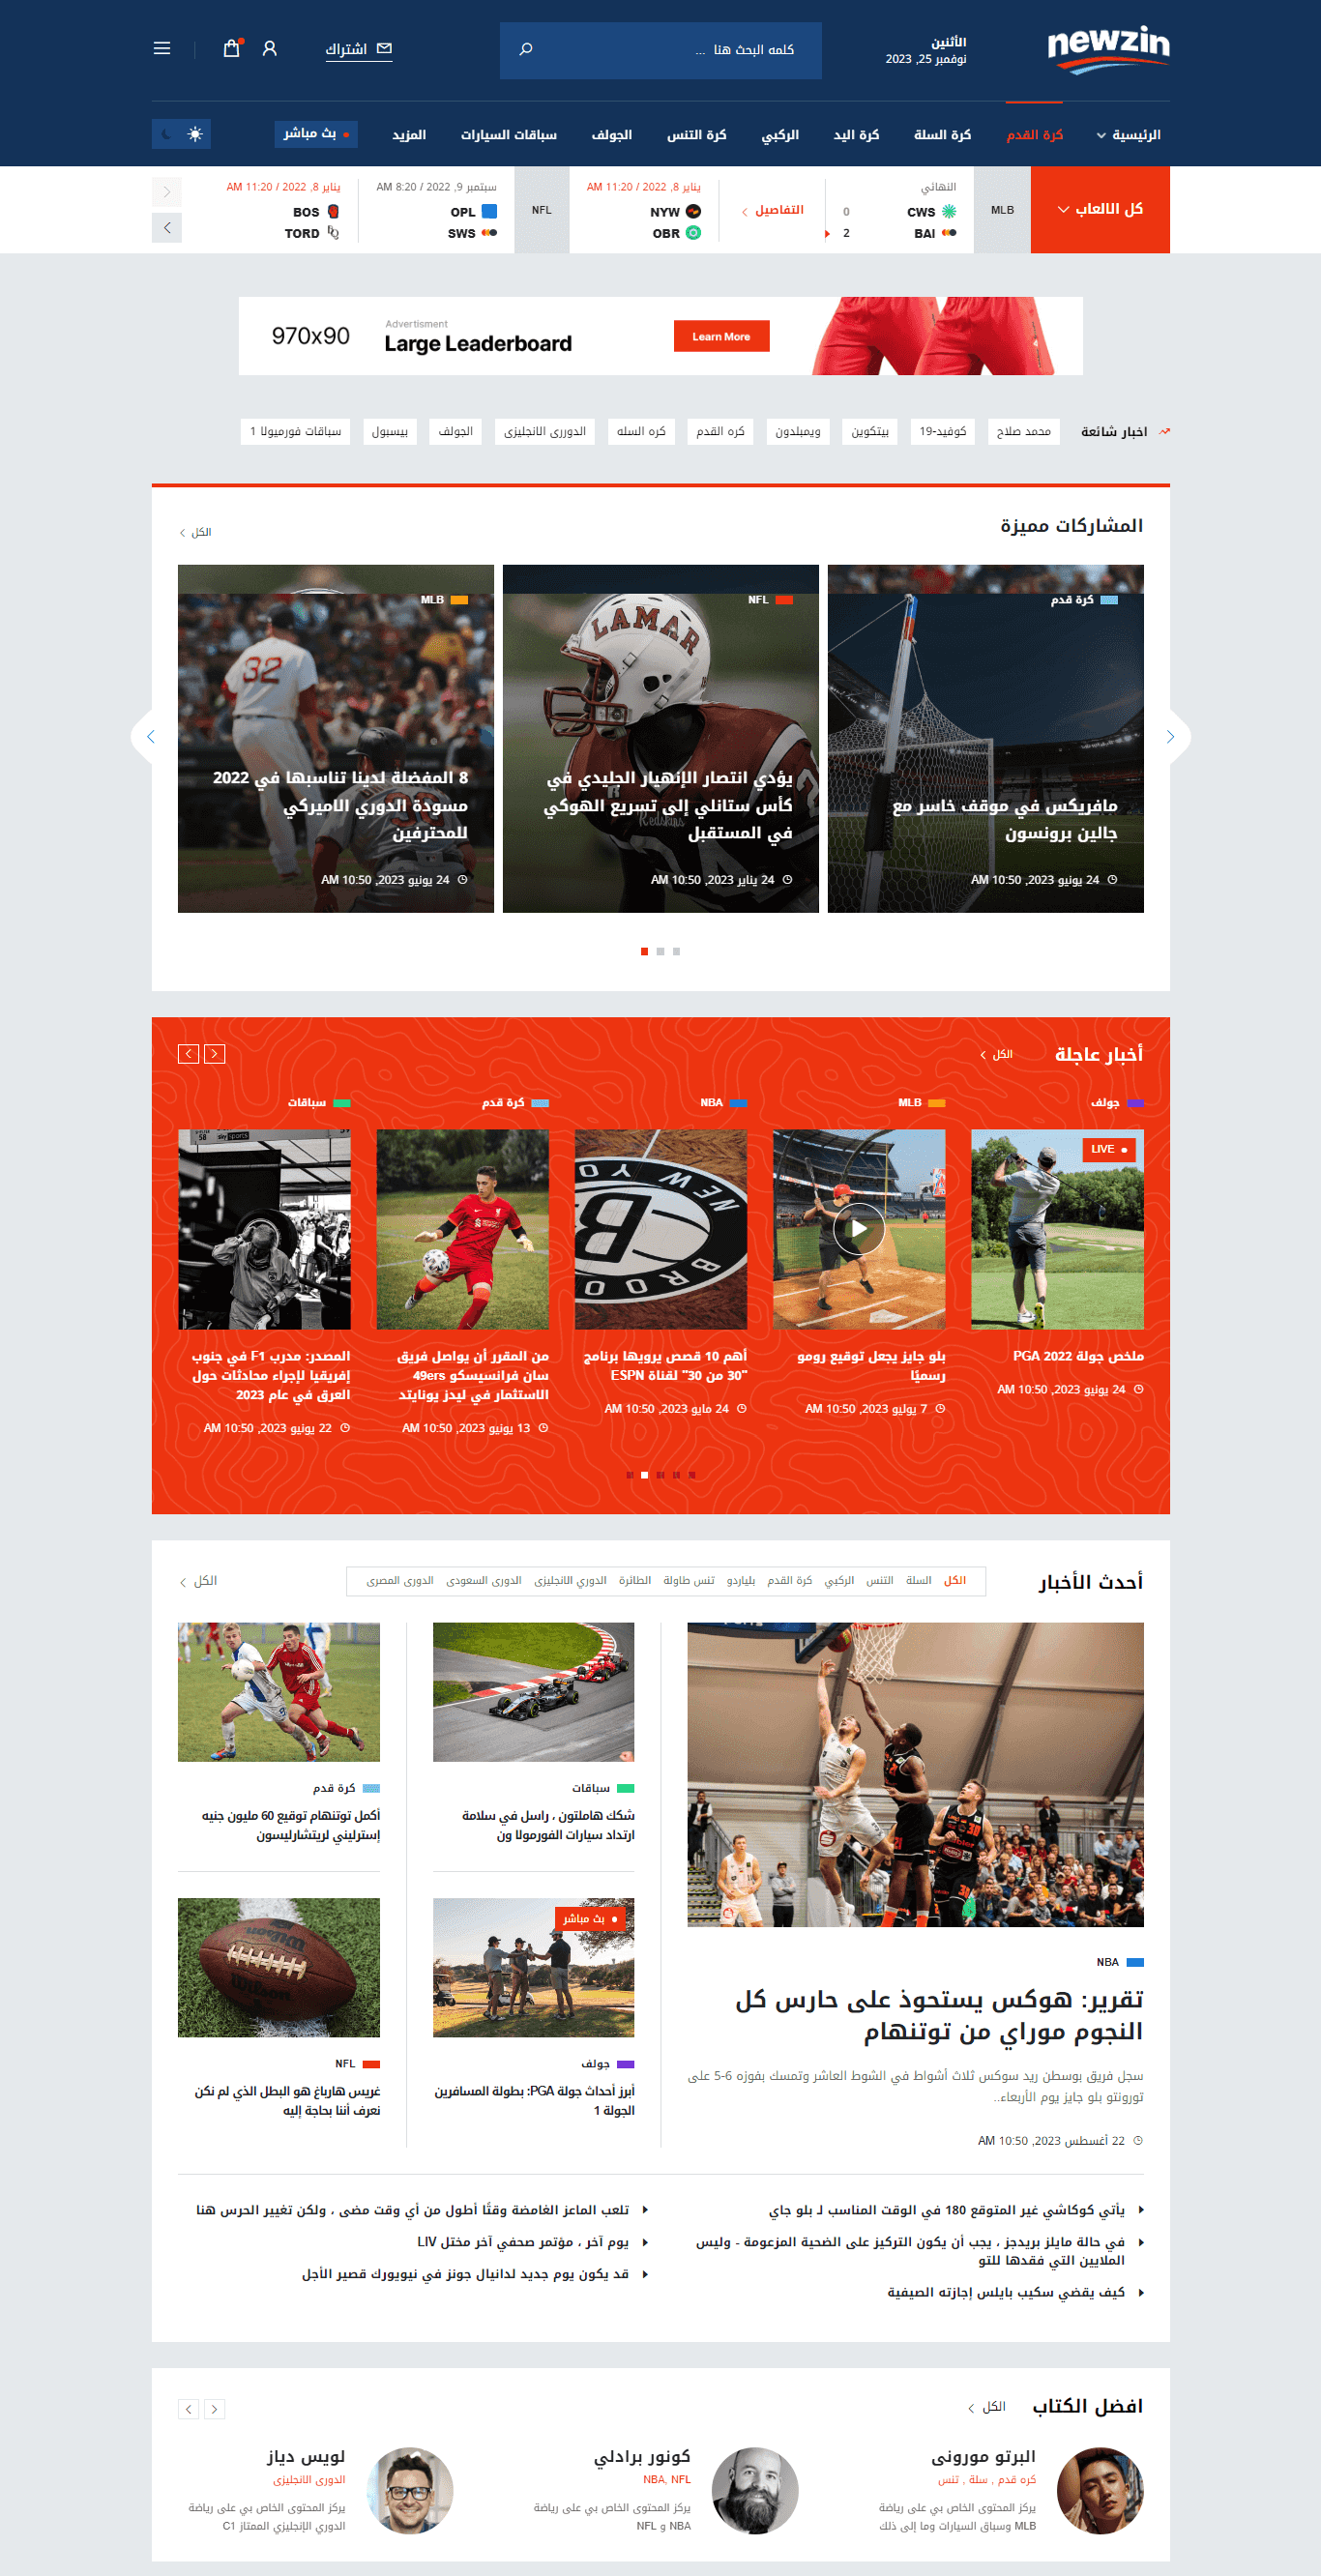 newzin
الأثنين
نوفمبر 25, 2023
كلمه البحث هنا ...
اشتراك
الرئيسية
كرة القدم
كرة السلة
كرة اليد
الركبي
كرة التنس
الجولف
سباقات السيارات
المزيد
بث مباشر
كل الالعاب
MLB
النهائي
CWS 0
BAI 2
التفاصيل
يناير 8, 2022 / 11:20 AM
NYW
OBR
NFL
سبتمبر 9, 2022 / 8:20 AM
OPL
SWS
يناير 8, 2022 / 11:20 AM
BOS
TORD
970x90
Advertisment
Large Leaderboard
Learn More
اخبار شائعة
محمد صلاح
كوفيد-19
بيتكوين
ويمبلدون
كره القدم
كره السله
الدورى الانجليزى
الجولف
بيسبول
سباقات فورميولا 1
المشاركات مميزة
الكل
كرة قدم
مافريكس في موقف خاسر مع
جالين برونسون
24 يونيو 2023, 10:50 AM
NFL
LAMAR
Redskins
يؤدي انتصار الإنهيار الجليدي في
كأس ستانلي إلى تسريع الهوكي
في المستقبل
24 يناير 2023, 10:50 AM
MLB
32
8 المفضلة لدينا تناسبها في 2022
مسودة الدوري الاميركي
للمحترفين
24 يونيو 2023, 10:50 AM
أخبار عاجلة
الكل
جولف
LIVE
ملخص جولة PGA 2022
24 يونيو 2023, 10:50 AM
MLB
بلو جايز يجعل توقيع رومو
رسميًا
7 يوليو 2023, 10:50 AM
NBA
NEW YO
B
BROO
أهم 10 قصص يرويها برنامج
"30 من 30" لقناة ESPN
24 مايو 2023, 10:50 AM
كرة قدم
من المقرر أن يواصل فريق
سان فرانسيسكو 49ers
الاستثمار في ليدز يونايتد
13 يونيو 2023, 10:50 AM
سباقات
58
sky sports
المصدر: مدرب F1 في جنوب
إفريقيا لإجراء محادثات حول
العرق في عام 2023
22 يونيو 2023, 10:50 AM
أحدث الأخبار
الكل
السلة
التنس
الركبي
كرة القدم
بلياردو
تنس طاولة
الطائرة
الدوري الانجليزى
الدورى السعودى
الدورى المصرى
الكل
NBA
تقرير: هوكس يستحوذ على حارس كل
النجوم موراي من توتنهام
سجل فريق بوسطن ريد سوكس ثلاث أشواط في الشوط العاشر وتمسك بفوزه 5-6 على
تورونتو بلو جايز يوم الأربعاء..
22 أغسطس 2023, 10:50 AM
سباقات
شكك هاملتون ، راسل في سلامة
ارتداد سيارات الفورمولا ون
كرة قدم
أكمل توتنهام توقيع 60 مليون جنيه
إسترليني لريتشارليسون
بث مباشر
جولف
أبرز أحداث جولة PGA: بطولة المسافرين
الجولة 1
Wilson
NFL
غريس هارباغ هو البطل الذي لم نكن
نعرف أننا بحاجة إليه
يأتي كوكاشي غير المتوقع 180 في الوقت المناسب لـ بلو جاي
في حالة مايلز بريدجز ، يجب أن يكون التركيز على الضحية المزعومة - وليس
الملايين التي فقدها للتو
كيف يقضي سكيب بايلس إجازته الصيفية
تلعب الماعز الغامضة وقتًا أطول من أي وقت مضى ، ولكن تغيير الحرس هنا
يوم آخر ، مؤتمر صحفي آخر مختل LIV
قد يكون يوم جديد لدانيال جونز في نيويورك قصير الأجل
افضل الكتاب
الكل
البرتو مورونى
كره قدم , سلة , تنس
يركز المحتوى الخاص بي على رياضة
MLB وسباق السيارات وما إلى ذلك
كونور برادلي
NBA, NFL
يركز المحتوى الخاص بي على رياضة
NBA و NFL
لويس دياز
الدورى الانجليزى
يركز المحتوى الخاص بي على رياضة
الدوري الإنجليزي الممتاز C1